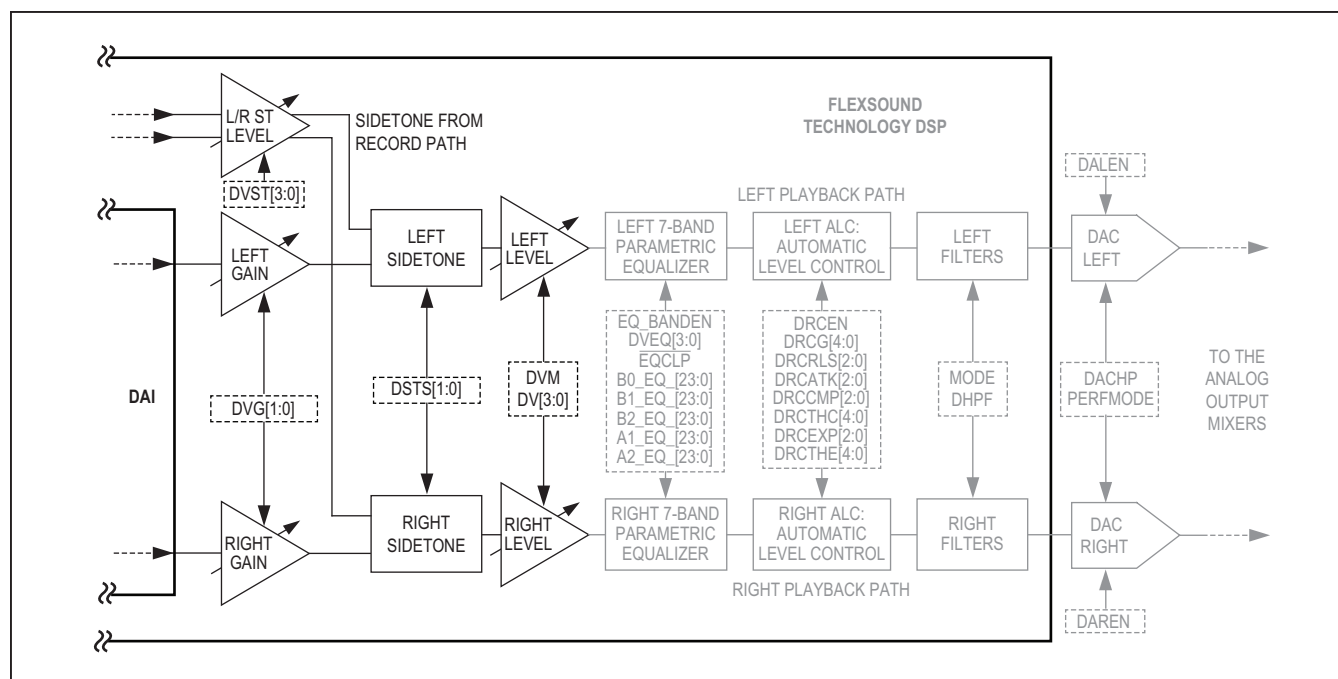 L/R ST
LEVEL
SIDETONE FROM
RECORD PATH
FLEXSOUND
TECHNOLOGY DSP
DVST[3:0]
DALEN
LEFT PLAYBACK PATH
LEFT
GAIN
LEFT
SIDETONE
LEFT
LEVEL
LEFT 7-BAND
PARAMETRIC
EQUALIZER
LEFT ALC:
AUTOMATIC
LEVEL CONTROL
LEFT
FILTERS
DAC
LEFT
DAI
DVG[1:0]
DSTS[1:0]
DVM
DV[3:0]
EQ_BANDEN
DVEQ[3:0]
EQCLP
B0_EQ_[23:0]
B1_EQ_[23:0]
B2_EQ_[23:0]
A1_EQ_[23:0]
A2_EQ_[23:0]
DRCEN
DRCG[4:0]
DRCRLS[2:0]
DRCATK[2:0]
DRCCMP[2:0]
DRCTHC[4:0]
DRCEXP[2:0]
DRCTHE[4:0]
MODE
DHPF
DACHP
PERFMODE
TO THE
ANALOG
OUTPUT
MIXERS
RIGHT
GAIN
RIGHT
SIDETONE
RIGHT
LEVEL
RIGHT 7-BAND
PARAMETRIC
EQUALIZER
RIGHT ALC:
AUTOMATIC
LEVEL CONTROL
RIGHT
FILTERS
DAC
RIGHT
RIGHT PLAYBACK PATH
DAREN